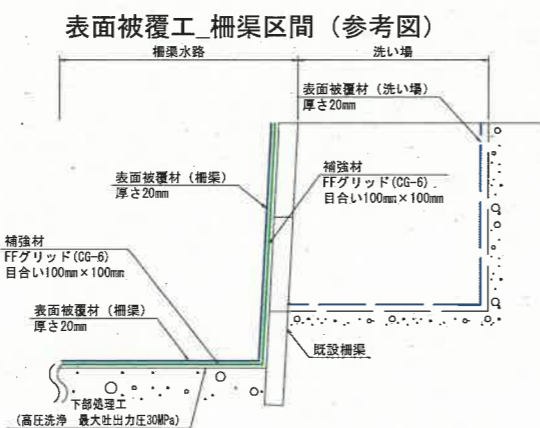 表面被覆工_柵渠区間（参考図）
柵渠水路
洗い場
表面被覆材（洗い場）
厚さ20mm
表面被覆材（柵渠）
厚さ20mm
補強材
FFグリッド(CG-6)
目合い100mm×100mm
補強材
FFグリッド(CG-6)
目合い100mm×100mm
表面被覆材（柵渠）
厚さ20mm
既設柵渠
下部処理工
(高圧洗浄 最大吐出力圧30MPa)